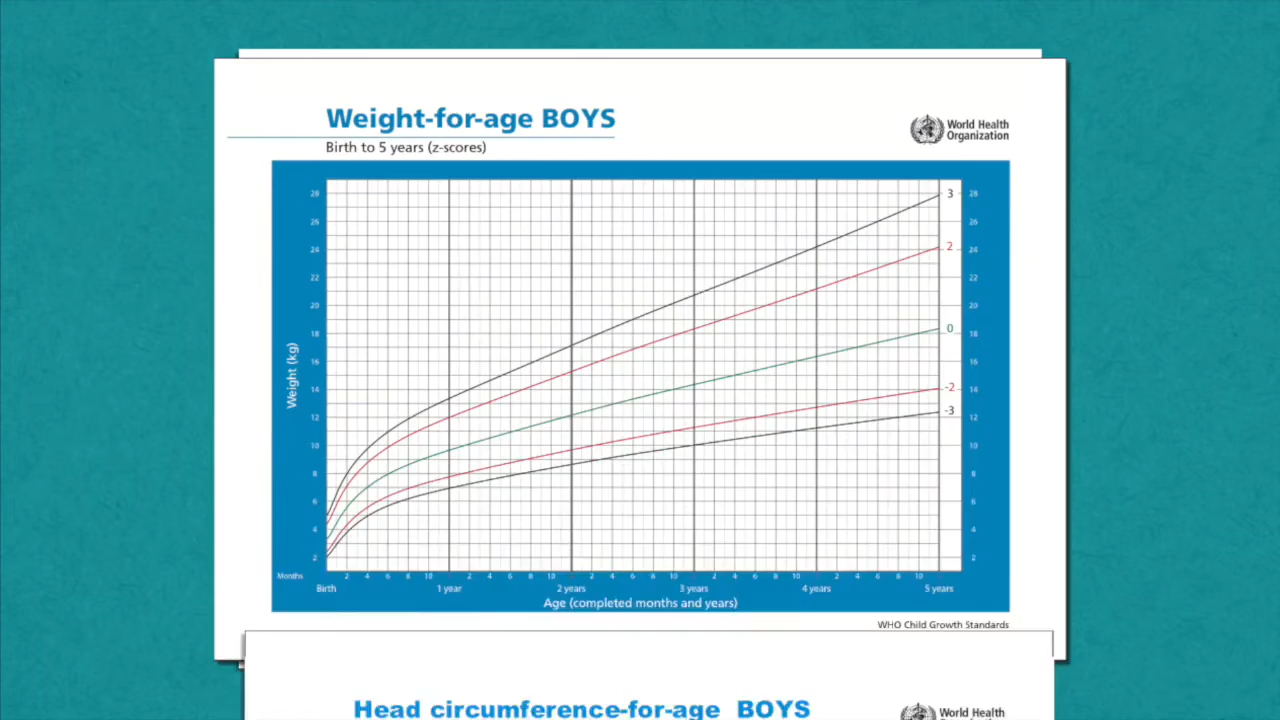 Weight-for-age BOYS
Birth to 5 years (z-scores)
World Health
Organization
3
2
0
-2
-3
28 28
26 26
24 24
22 22
20 20
18 18
16 16
14 14
12 12
10 10
8 8
6 6
4 4
2 2
Weight (kg)
Months 2 4 6 8 10 2 4 6 8 10 2 4 6 8 10 2 4 6 8 10 2 4 6 8 10
Birth 1 year 2 years 3 years 4 years 5 years
Age (completed months and years)
WHO Child Growth Standards
Head circumference-for-age BOYS
World Health